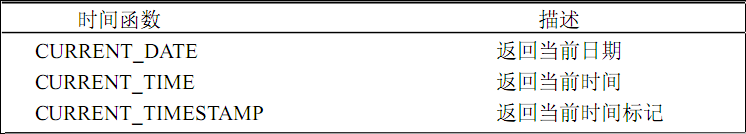 时间函数 描述
CURRENT_DATE 返回当前日期
CURRENT_TIME 返回当前时间
CURRENT_TIMESTAMP 返回当前时间标记